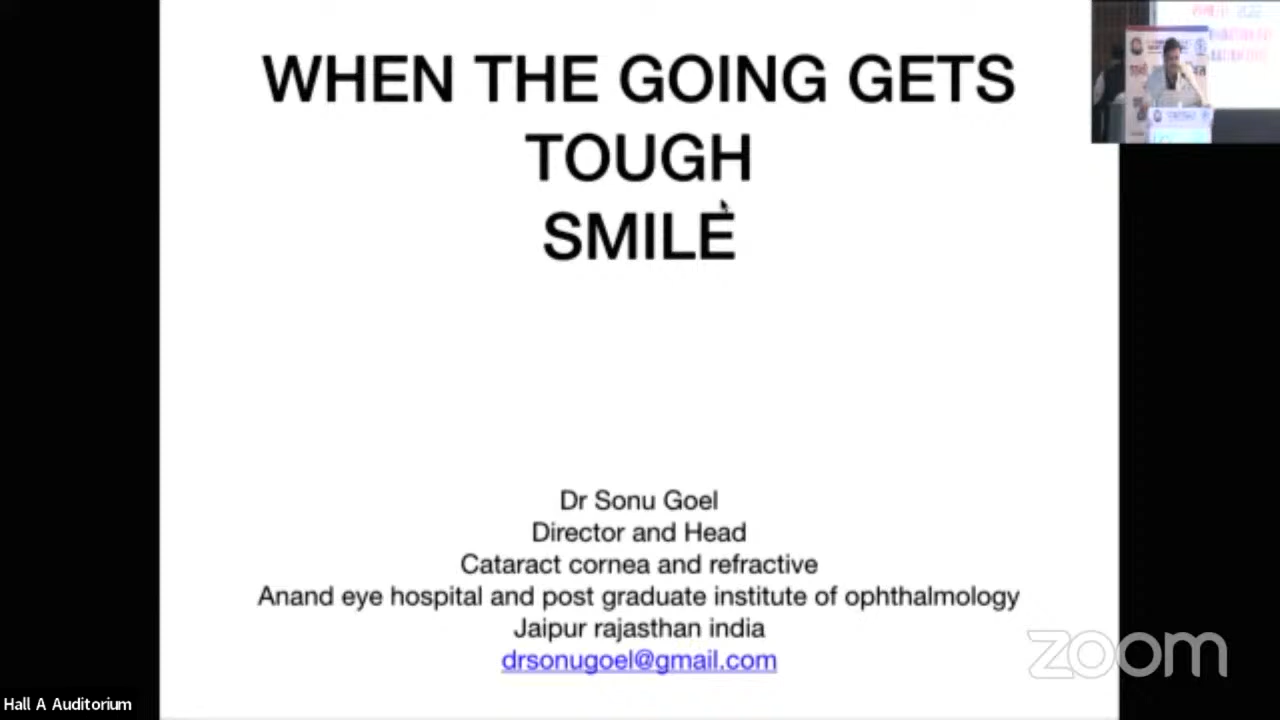 WHEN THE GOING GETS
TOUGH
SMILE
Dr Sonu Goel
Director and Head
Cataract cornea and refractive
Anand eye hospital and post graduate institute of ophthalmology
Jaipur rajasthan india
drsonugoel@gmail.com
zoom
Hall A Auditorium